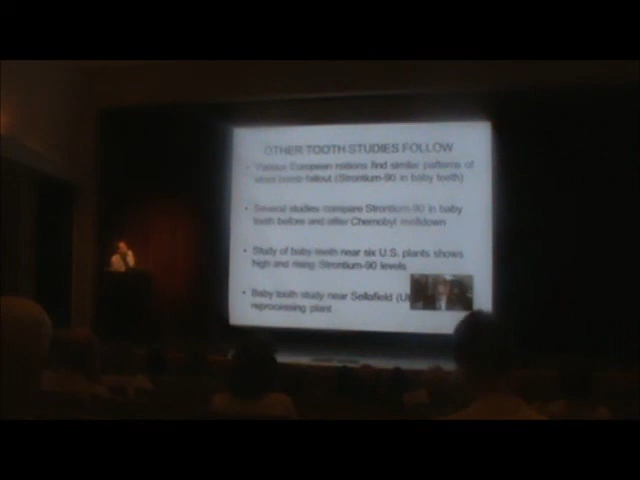 OTHER TOOTH STUDIES FOLLOW
• Various European nations find similar patterns of
bomb fallout (Strontium-90 in baby teeth)
• Several studies compare Strontium-90 in baby
teeth before and after Chernobyl meltdown
• Study of baby teeth near six U.S. plants shows
high and rising Strontium-90 levels
• Baby tooth study near Sellafield (U
reprocessing plant